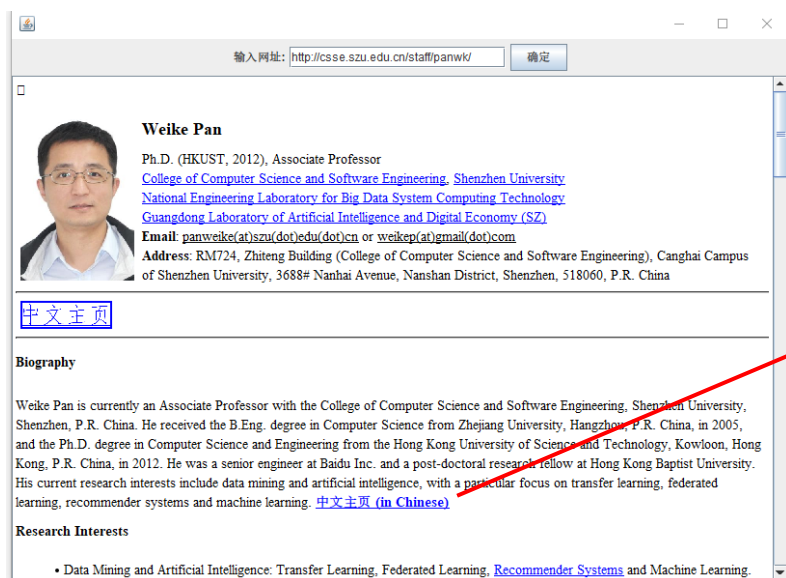 输入网址: http://csse.szu.edu.cn/staff/panwk/ 确定
Weike Pan
Ph.D. (HKUST, 2012), Associate Professor
College of Computer Science and Software Engineering, Shenzhen University
National Engineering Laboratory for Big Data System Computing Technology
Guangdong Laboratory of Artificial Intelligence and Digital Economy (SZ)
Email: panweike(at)szu(dot)edu(dot)cn or weikep(at)gmail(dot)com
Address: RM724, Zhiteng Building (College of Computer Science and Software Engineering), Canghai Campus
of Shenzhen University, 3688# Nanhai Avenue, Nanshan District, Shenzhen, 518060, P.R. China
中文主页
Biography
Weike Pan is currently an Associate Professor with the College of Computer Science and Software Engineering, Shenzhen University,
Shenzhen, P.R. China. He received the B.Eng. degree in Computer Science from Zhejiang University, Hangzhou, P.R. China, in 2005,
and the Ph.D. degree in Computer Science and Engineering from the Hong Kong University of Science and Technology, Kowloon, Hong
Kong, P.R. China, in 2012. He was a senior engineer at Baidu Inc. and a post-doctoral research fellow at Hong Kong Baptist University.
His current research interests include data mining and artificial intelligence, with a particular focus on transfer learning, federated
learning, recommender systems and machine learning. 中文主页 (in Chinese)
Research Interests
• Data Mining and Artificial Intelligence: Transfer Learning, Federated Learning, Recommender Systems and Machine Learning.